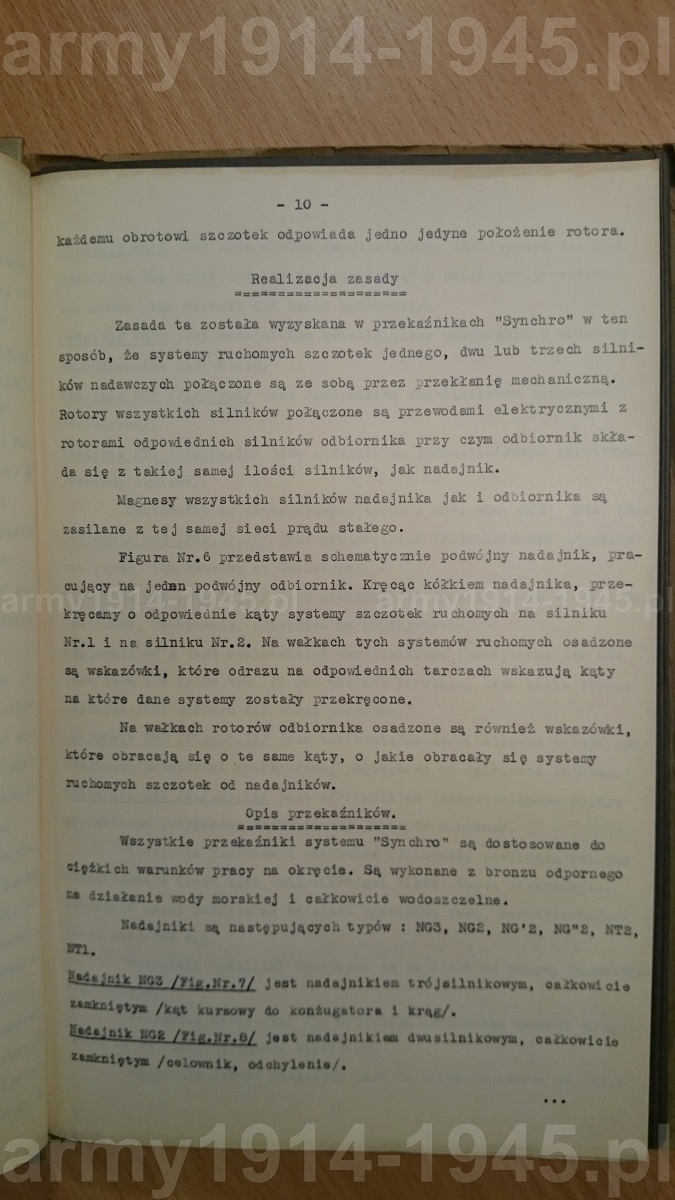 army1914-1945.pl
- 10 -
każdemu obrotowi szczotek odpowiada jedno jedyne położenie rotora.
Realizacja zasady
====================
Zasada ta została wyzyskana w przekaźnikach "Synchro" w ten
sposób, że systemy ruchomych szczotek jednego, dwu lub trzech silni-
ków nadawczych połączone są ze sobą przez przekłanię mechaniczną.
Rotory wszystkich silników połączone są przewodami elektrycznymi z
rotorami odpowiednich silników odbiornika przy czym odbiornik skła-
da się z takiej samej ilości silników, jak nadajnik.
Magnesy wszystkich silników nadajnika jak i odbiornika są
zasilane z tej samej sieci prądu stałego.
Figura Nr.6 przedstawia schematycznie podwójny nadajnik, pra-
cujący na jeden podwójny odbiornik. Kręcąc kółkiem nadajnika, prze-
army1914-1945.pl army1914-1945.pl
kręcamy o odpowiednie kąty systemy szczotek ruchomych na silniku
Nr.1 i na silniku Nr.2. Na wałkach tych systemów ruchomych osadzone
są wskazówki, które odrazu na odpowiednich tarczach wskazują kąty
na które dane systemy zostały przekręcone.
Na wałkach rotorów odbiornika osadzone są również wskazówki,
które obracają się o te same kąty, o jakie obracały się systemy
ruchomych szczotek od nadajników.
Opis przekaźników.
====================
Wszystkie przekaźniki systemu "Synchro" są dostosowane do
ciężkich warunków pracy na okręcie. Są wykonane z bronzu odpornego
na działanie wody morskiej i całkowicie wodoszczelne.
Nadajniki są następujących typów : NG3, NG2, NG'2, NG"2, NT2,
NT1.
Nadajnik NG3 /Fig.Nr.7/ jest nadajnikiem trójsilnikowym, całkowicie
zamkniętym /kąt kursowy do konżugatora i krąg/.
Nadajnik NG2 /Fig.Nr.8/ jest nadajnikiem dwusilnikowym, całkowicie
zamkniętym /celownik, odchylenie/.
...
army1914-1945.pl